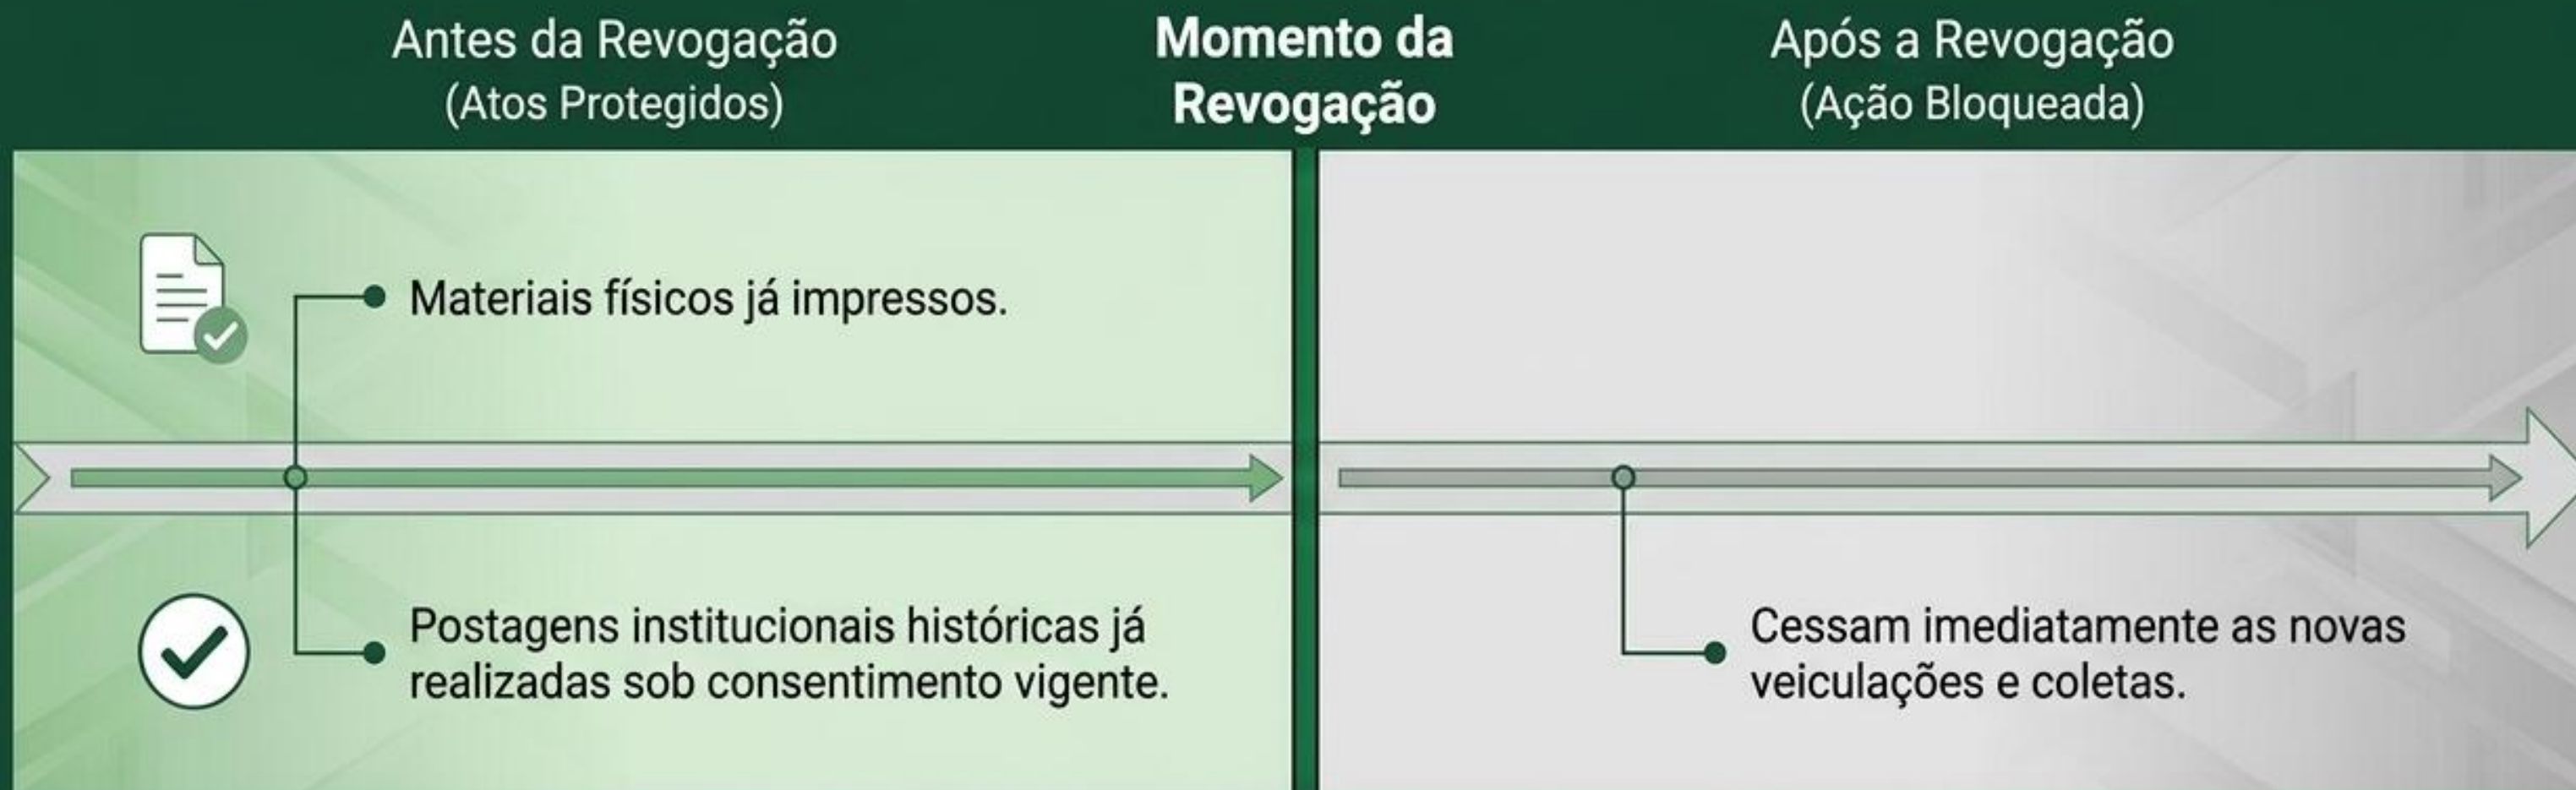 Antes da Revogação
(Atos Protegidos)
Momento da
Revogação
Após a Revogação
(Ação Bloqueada)
Materiais físicos já impressos.
Postagens institucionais históricas já
realizadas sob consentimento vigente.
Cessam imediatamente as novas
veiculações e coletas.